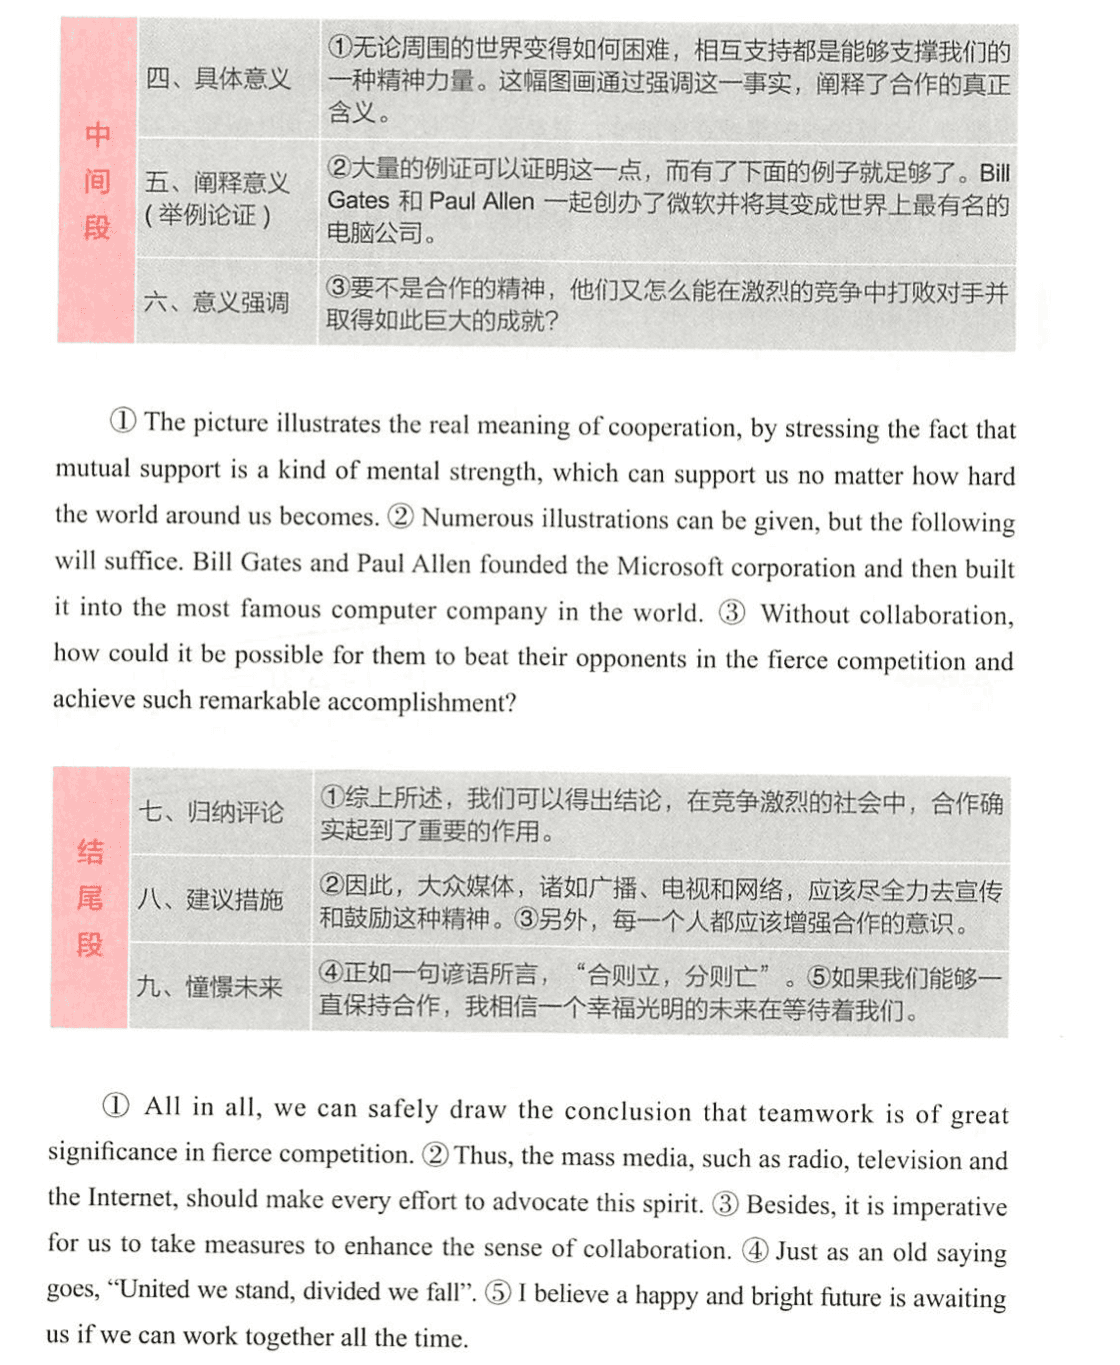 中间段
四、具体意义
①无论周围的世界变得如何困难，相互支持都是能够支撑我们的
一种精神力量。这幅图画通过强调这一事实，阐释了合作的真正
含义。
五、阐释意义
(举例论证)
②大量的例证可以证明这一点，而有了下面的例子就足够了。Bill
Gates 和 Paul Allen 一起创办了微软并将其变成世界上最有名的
电脑公司。
六、意义强调
③要不是合作的精神，他们又怎么能在激烈的竞争中打败对手并
取得如此巨大的成就？
① The picture illustrates the real meaning of cooperation, by stressing the fact that
mutual support is a kind of mental strength, which can support us no matter how hard
the world around us becomes. ② Numerous illustrations can be given, but the following
will suffice. Bill Gates and Paul Allen founded the Microsoft corporation and then built
it into the most famous computer company in the world. ③ Without collaboration,
how could it be possible for them to beat their opponents in the fierce competition and
achieve such remarkable accomplishment?
结尾段
七、归纳评论
①综上所述，我们可以得出结论，在竞争激烈的社会中，合作确
实起到了重要的作用。
八、建议措施
②因此，大众媒体，诸如广播、电视和网络，应该尽全力去宣传
和鼓励这种精神。③另外，每一个人都应该增强合作的意识。
九、憧憬未来
④正如一句谚语所言，“合则立，分则亡”。⑤如果我们能够一
直保持合作，我相信一个幸福光明的未来在等待着我们。
① All in all, we can safely draw the conclusion that teamwork is of great
significance in fierce competition. ② Thus, the mass media, such as radio, television and
the Internet, should make every effort to advocate this spirit. ③ Besides, it is imperative
for us to take measures to enhance the sense of collaboration. ④ Just as an old saying
goes, “United we stand, divided we fall”. ⑤ I believe a happy and bright future is awaiting
us if we can work together all the time.